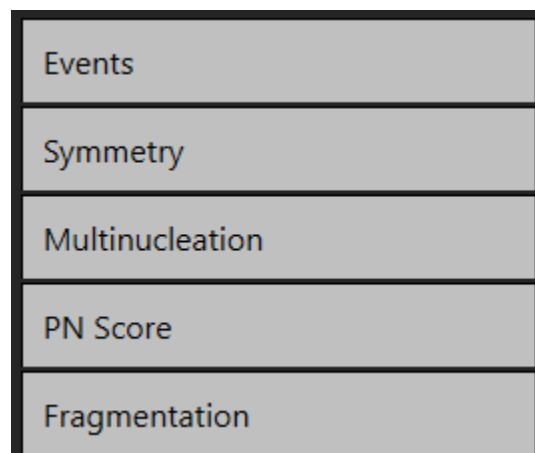 Events
Symmetry
Multinucleation
PN Score
Fragmentation